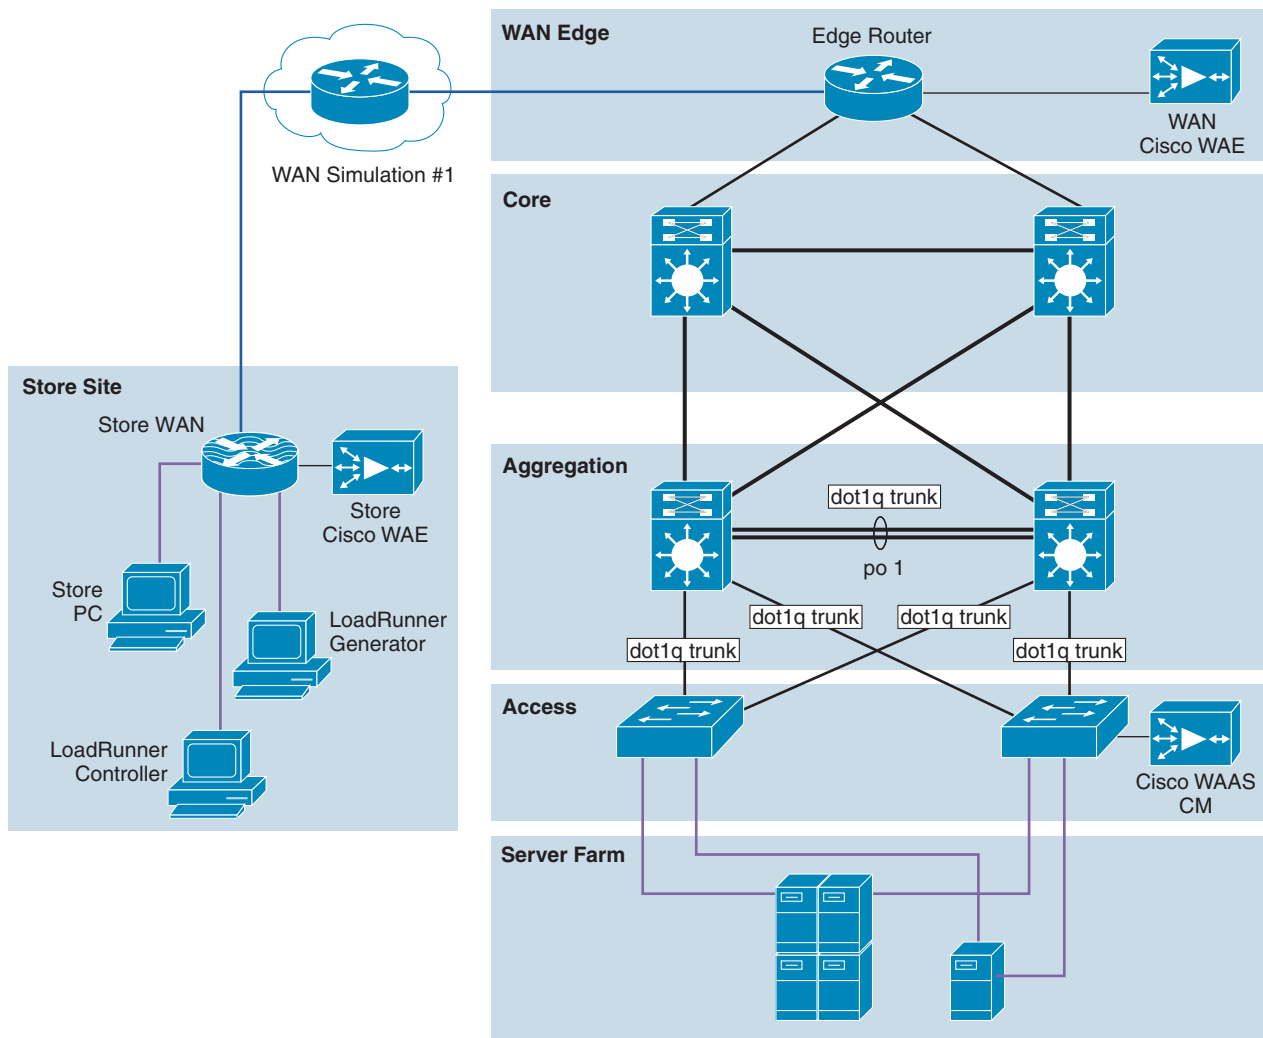 WAN Edge
Edge Router
WAN
Cisco WAE
WAN Simulation #1
Core
Store Site
Store WAN
Store
Cisco WAE
Store
PC
LoadRunner
Generator
LoadRunner
Controller
Aggregation
dot1q trunk
po 1
dot1q trunk
dot1q trunk
dot1q trunk
dot1q trunk
Access
Cisco WAAS
CM
Server Farm